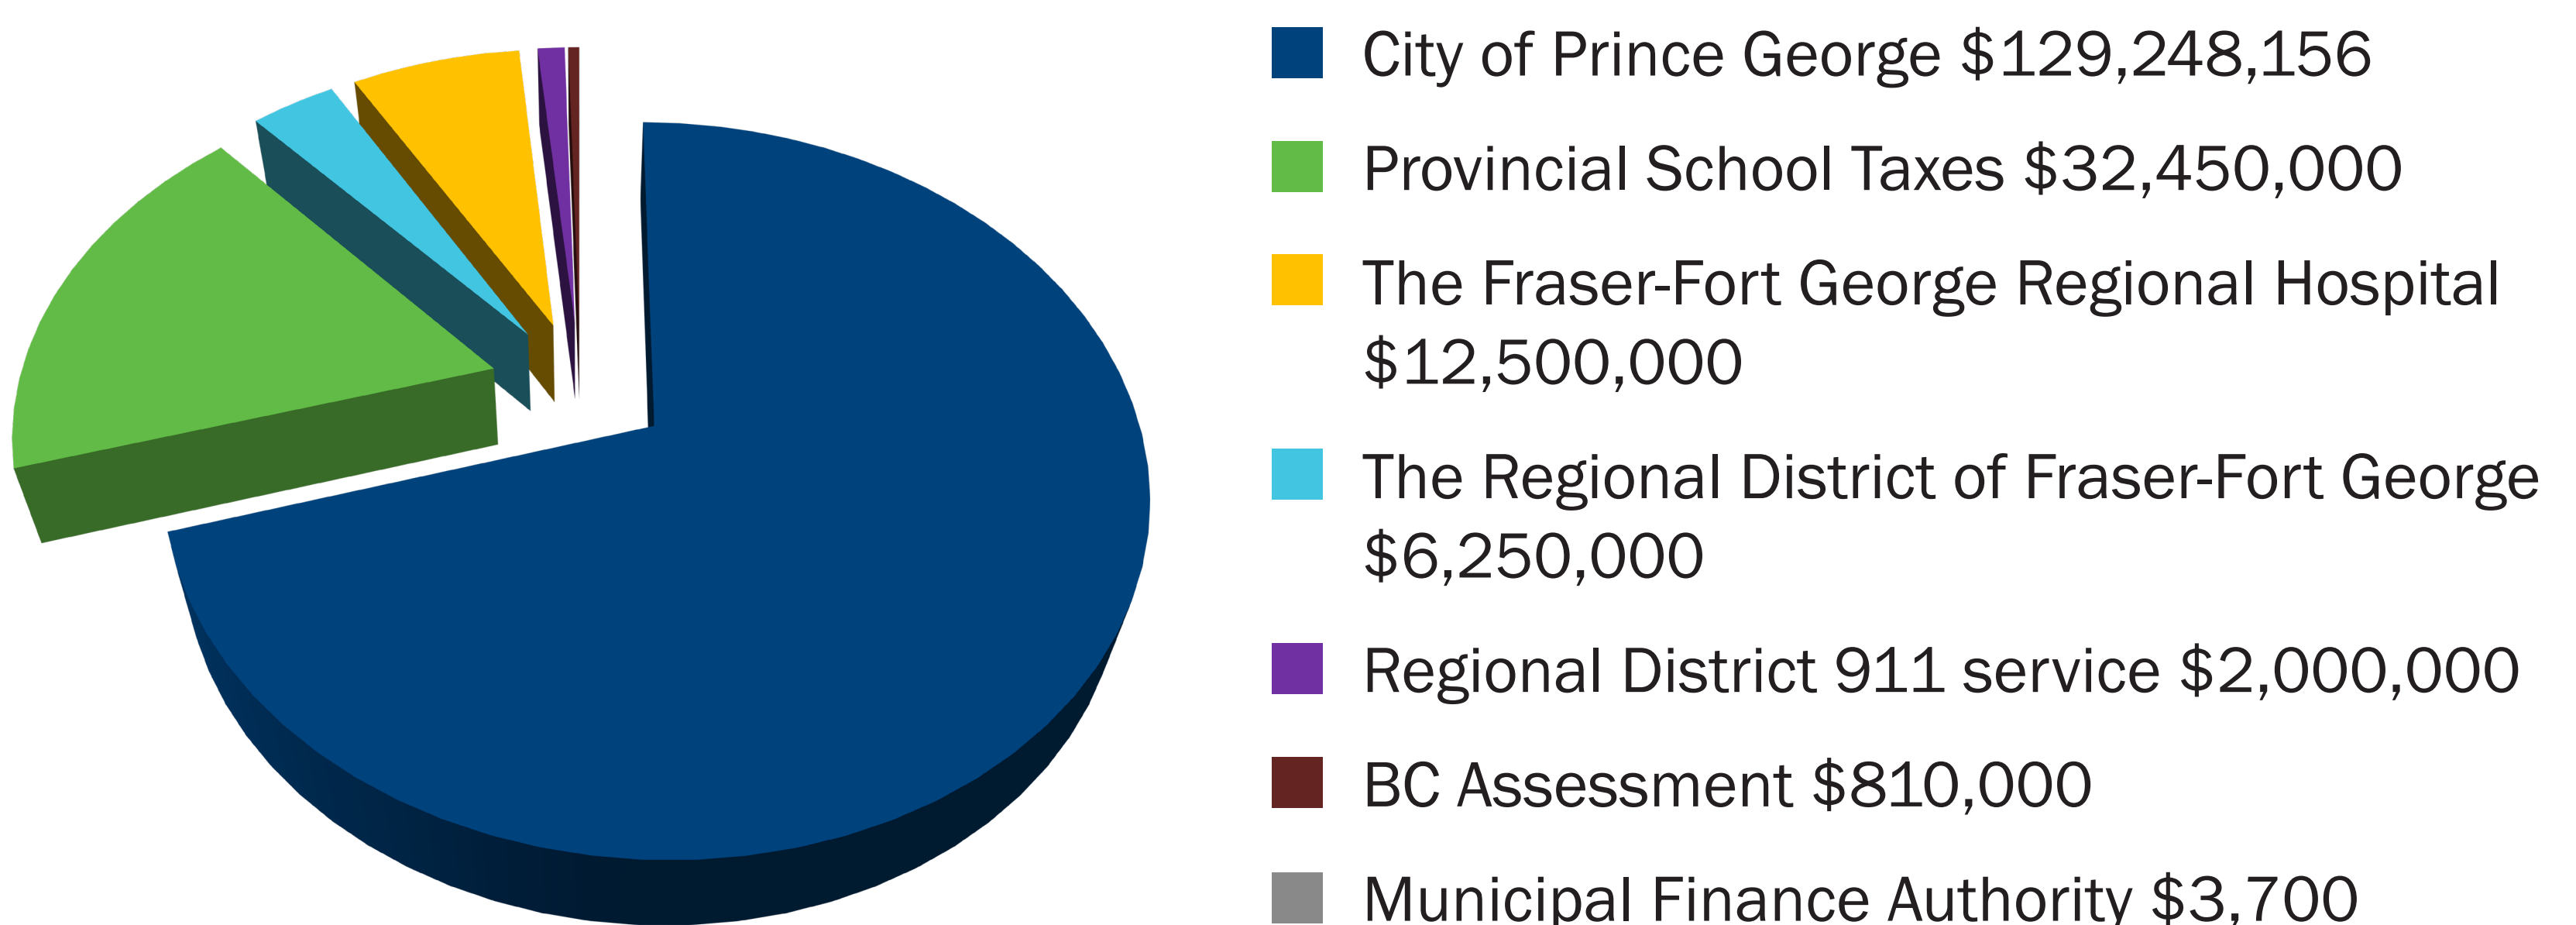 City of Prince George $129,248,156
Provincial School Taxes $32,450,000
The Fraser-Fort George Regional Hospital
$12,500,000
The Regional District of Fraser-Fort George
$6,250,000
Regional District 911 service $2,000,000
BC Assessment $810,000
Municipal Finance Authority $3,700